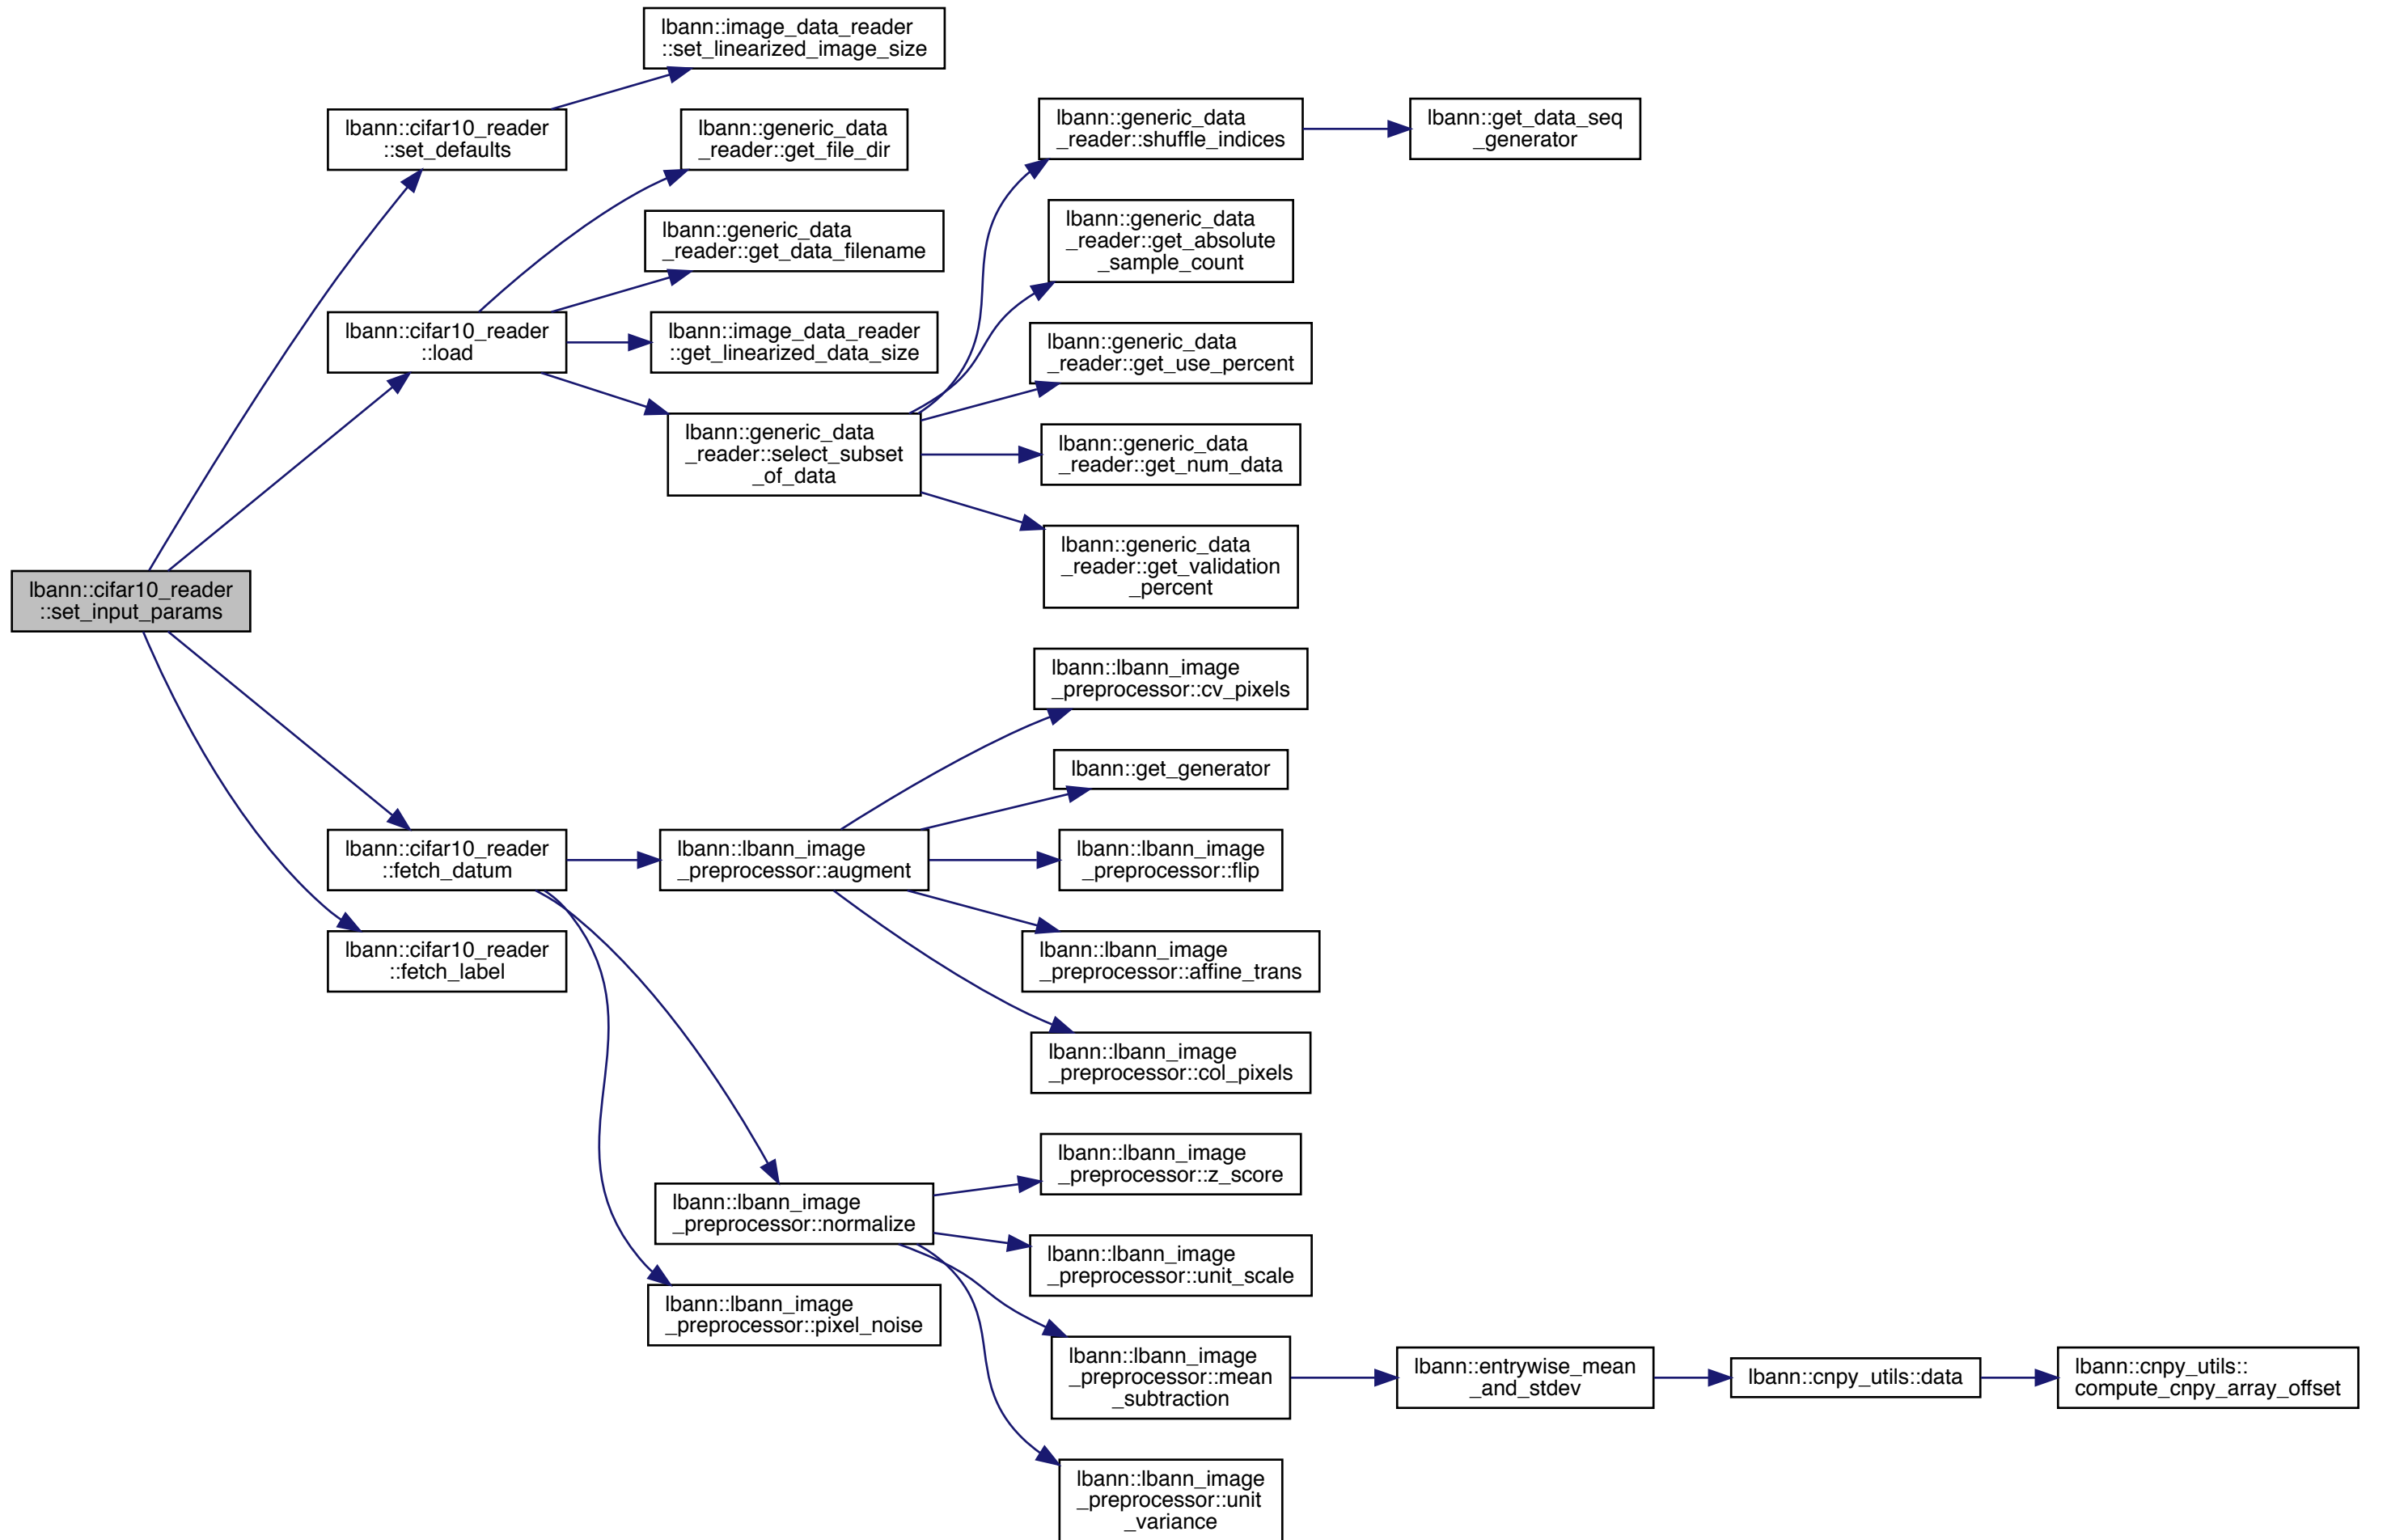 lbann::image_data_reader
::set_linearized_image_size
lbann::cifar10_reader
::set_defaults
lbann::generic_data
_reader::get_file_dir
lbann::generic_data
_reader::shuffle_indices
lbann::get_data_seq
_generator
lbann::generic_data
_reader::get_data_filename
lbann::generic_data
_reader::get_absolute
_sample_count
lbann::cifar10_reader
::load
lbann::image_data_reader
::get_linearized_data_size
lbann::generic_data
_reader::get_use_percent
lbann::generic_data
_reader::select_subset
_of_data
lbann::generic_data
_reader::get_num_data
lbann::generic_data
_reader::get_validation
_percent
lbann::cifar10_reader
::set_input_params
lbann::lbann_image
_preprocessor::cv_pixels
lbann::get_generator
lbann::cifar10_reader
::fetch_datum
lbann::lbann_image
_preprocessor::augment
lbann::lbann_image
_preprocessor::flip
lbann::cifar10_reader
::fetch_label
lbann::lbann_image
_preprocessor::affine_trans
lbann::lbann_image
_preprocessor::col_pixels
lbann::lbann_image
_preprocessor::z_score
lbann::lbann_image
_preprocessor::normalize
lbann::lbann_image
_preprocessor::unit_scale
lbann::lbann_image
_preprocessor::pixel_noise
lbann::lbann_image
_preprocessor::mean
_subtraction
lbann::entrywise_mean
_and_stdev
lbann::cnpy_utils::data
lbann::cnpy_utils::
compute_cnpy_array_offset
lbann::lbann_image
_preprocessor::unit
_variance